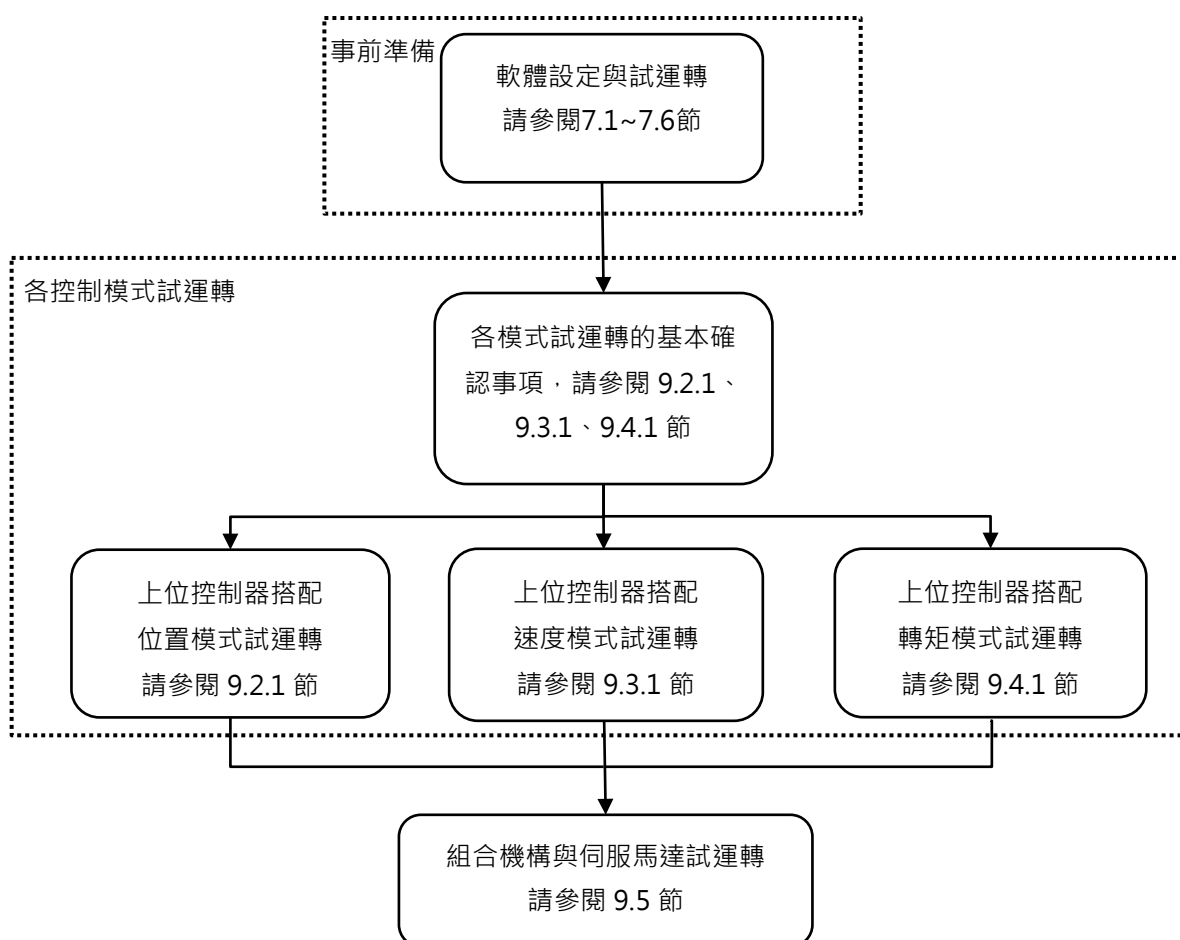 事前準備
軟體設定與試運轉
請參閱7.1~7.6節
各控制模式試運轉
各模式試運轉的基本確
認事項，請參閱 9.2.1、
9.3.1、9.4.1 節
上位控制器搭配
位置模式試運轉
請參閱 9.2.1 節
上位控制器搭配
速度模式試運轉
請參閱 9.3.1 節
上位控制器搭配
轉矩模式試運轉
請參閱 9.4.1 節
組合機構與伺服馬達試運轉
請參閱 9.5 節